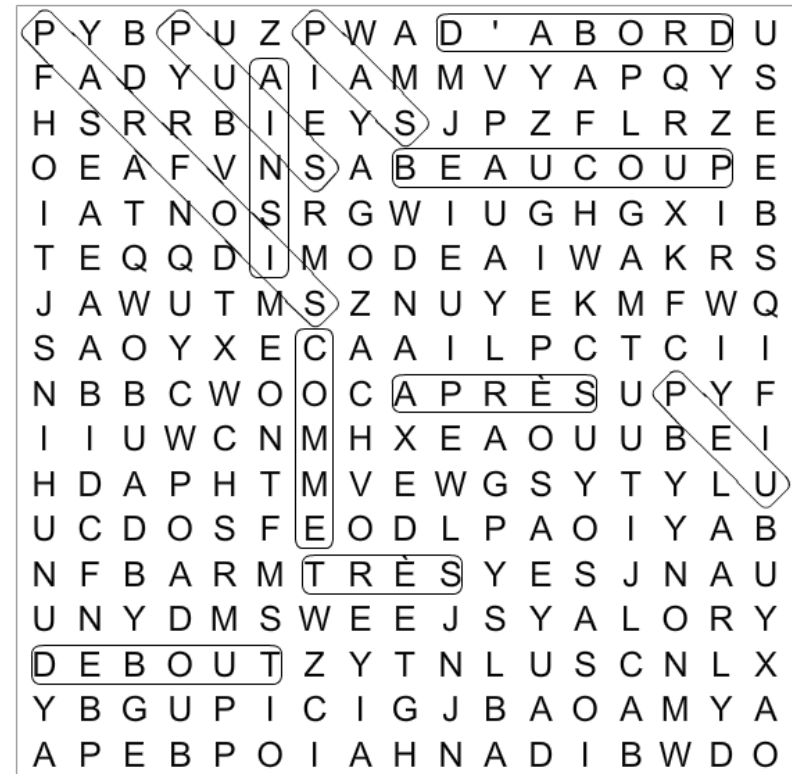 P Y B P U Z P W A D ' A B O R D U
F A D Y U A I A M M V Y A P Q Y S
H S R R B I E Y S J P Z F L R Z E
O E A F V N S A B E A U C O U P E
I A T N O S R G W I U G H G X I B
T E Q Q D I M O D E A I W A K R S
J A W U T M S Z N U Y E K M F W Q
S A O Y X E C A A I L P C T C I I
N B B C W O O C A P R È S U P Y F
I I U W C N M H X E A O U U B E I
H D A P H T M V E W G S Y T Y L U
U C D O S F E O D L P A O I Y A B
N F B A R M T R È S Y E S J N A U
U N Y D M S W E E J S Y A L O R Y
D E B O U T Z Y T N L U S C N L X
Y B G U P I C I G J B A O A M Y A
A P E B P O I A H N A D I B W D O